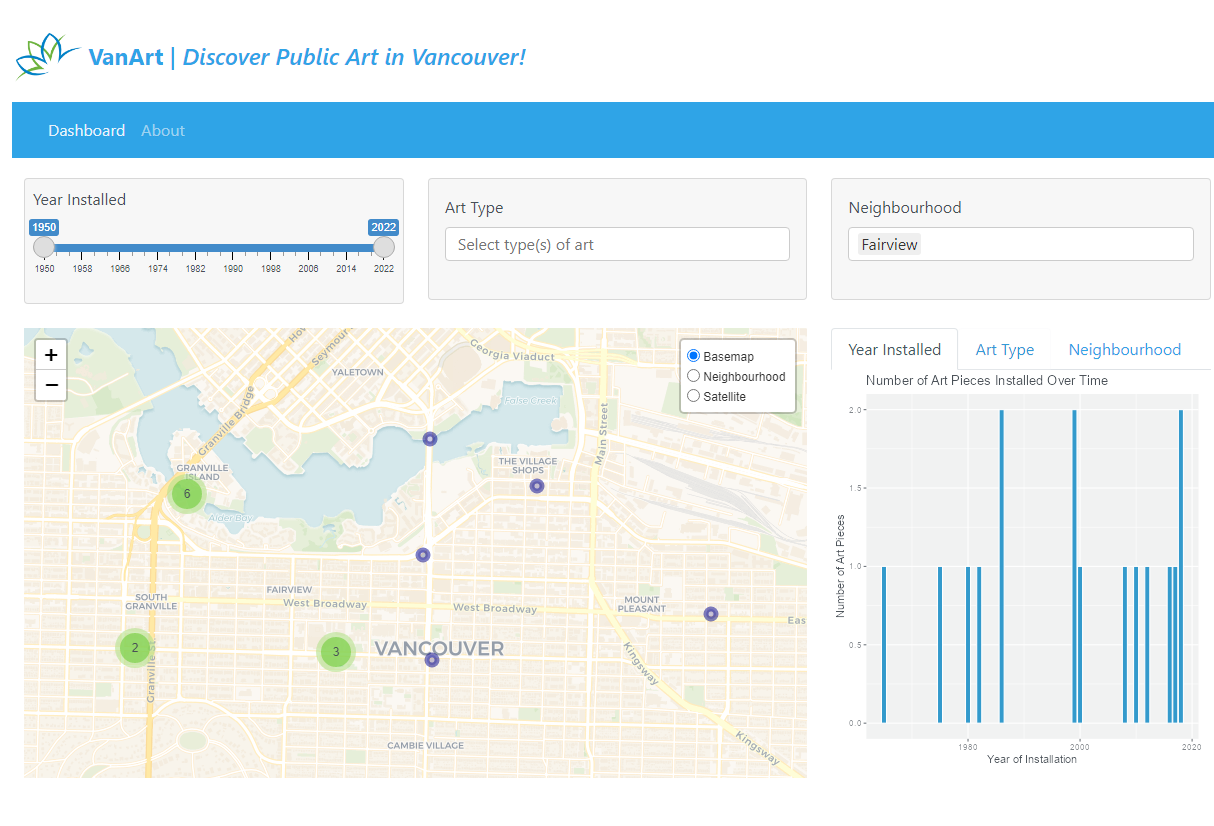 VanArt | Discover Public Art in Vancouver!
Dashboard About
Year Installed
1950 2022
1950 1958 1966 1974 1982 1990 1998 2006 2014 2022
Art Type
Select type(s) of art
Neighbourhood
Fairview
+
−
Basemap
Neighbourhood
Satellite
Georgia Viaduct
Seymour
YALETOWN
False Creek
Granville Bridge
Main Street
THE VILLAGE
SHOPS
GRANVILLE
ISLAND
6
Alder Bay
FAIRVIEW
SOUTH
GRANVILLE
West Broadway
West Broadway
MOUNT
PLEASANT
Eas
2
3
VANCOUVER
Granville St.
Kingsway
CAMBIE VILLAGE
Kingsway
Year Installed Art Type Neighbourhood
Number of Art Pieces Installed Over Time
Number of Art Pieces
2.0
1.5
1.0
0.5
0.0
1980 2000 2020
Year of Installation